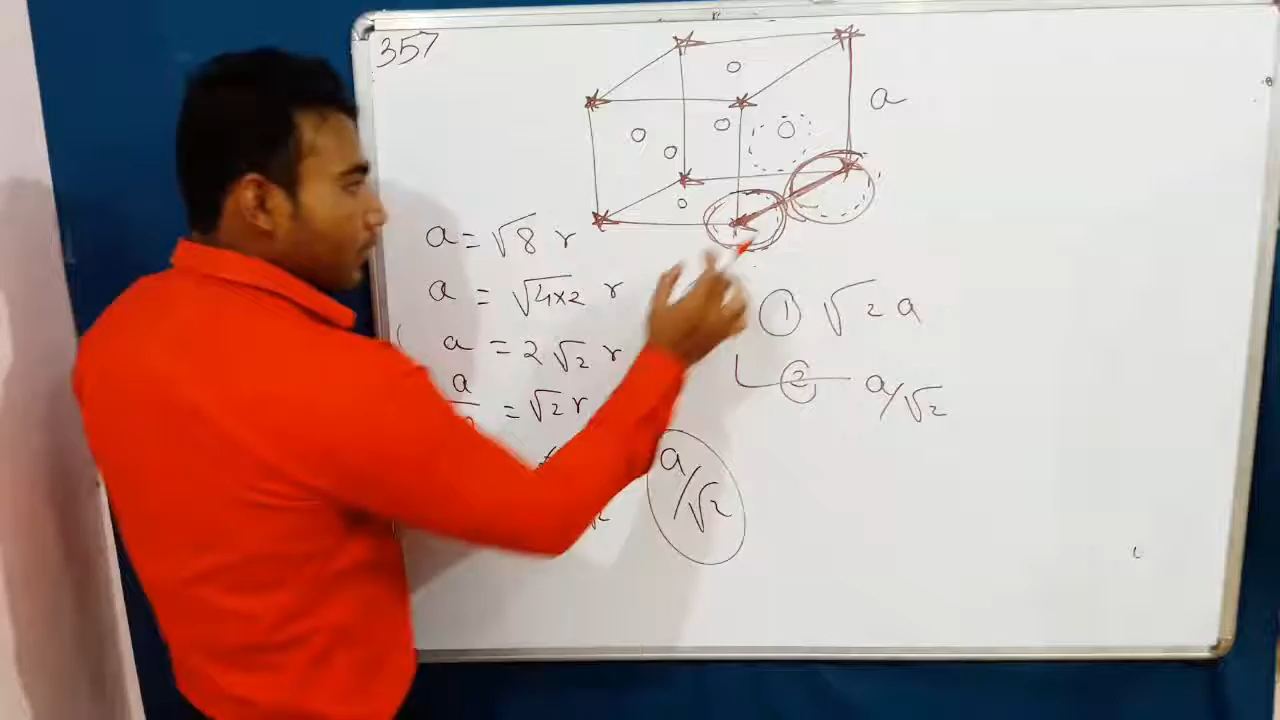 357
a
a = √8 r
a = √4×2 r
a = 2√2 r
a
= √2 r
a/√2
① √2 a
② a/√2